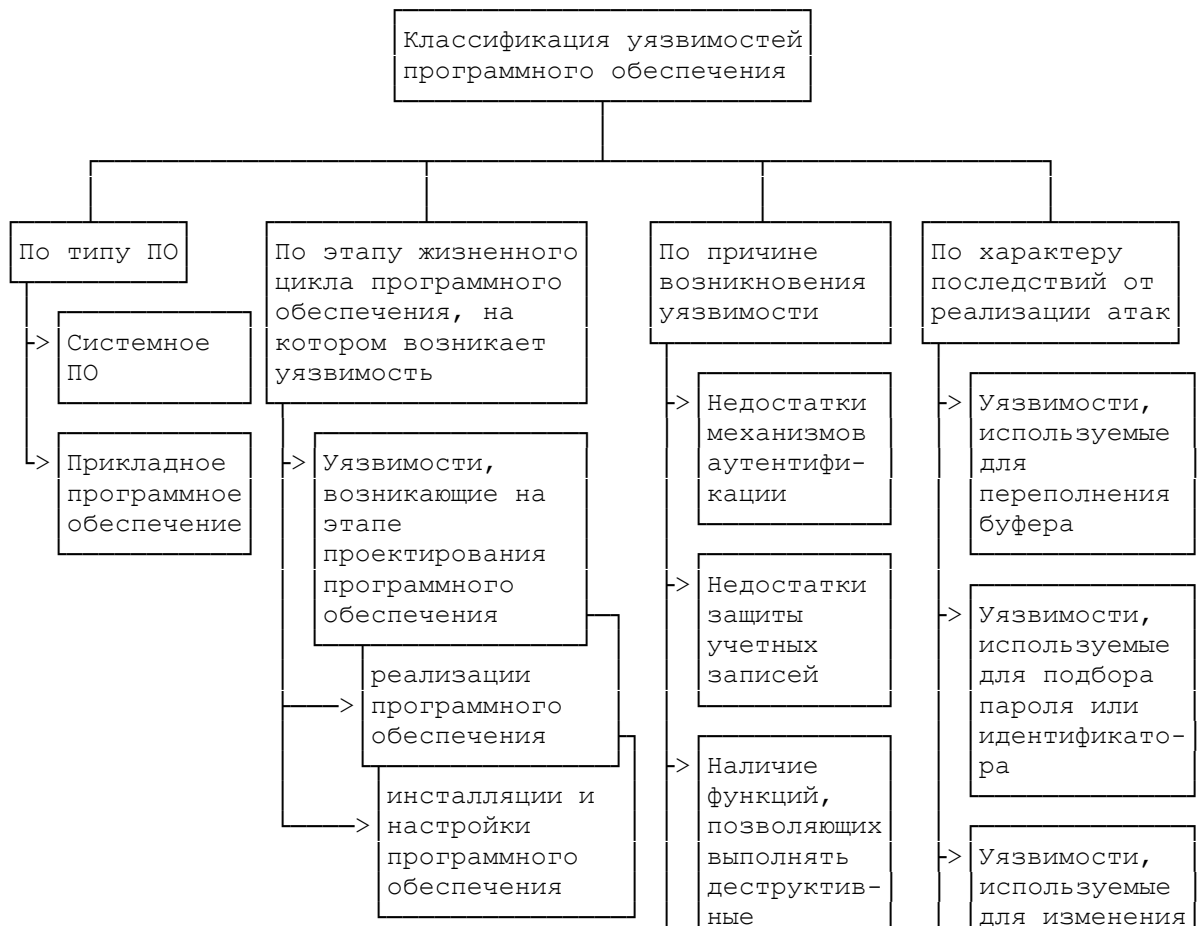 Классификация уязвимостей
программного обеспечения
По типу ПО
Системное
ПО
Прикладное
программное
обеспечение
По этапу жизненного
цикла программного
обеспечения, на
котором возникает
уязвимость
Уязвимости,
возникающие на
этапе
проектирования
программного
обеспечения
реализации
программного
обеспечения
инсталляции и
настройки
программного
обеспечения
По причине
возникновения
уязвимости
Недостатки
механизмов
аутентифи-
кации
Недостатки
защиты
учетных
записей
Наличие
функций,
позволяющих
выполнять
деструктив-
ные
По характеру
последствий от
реализации атак
Уязвимости,
используемые
для
переполнения
буфера
Уязвимости,
используемые
для подбора
пароля или
идентификато-
ра
Уязвимости,
используемые
для изменения